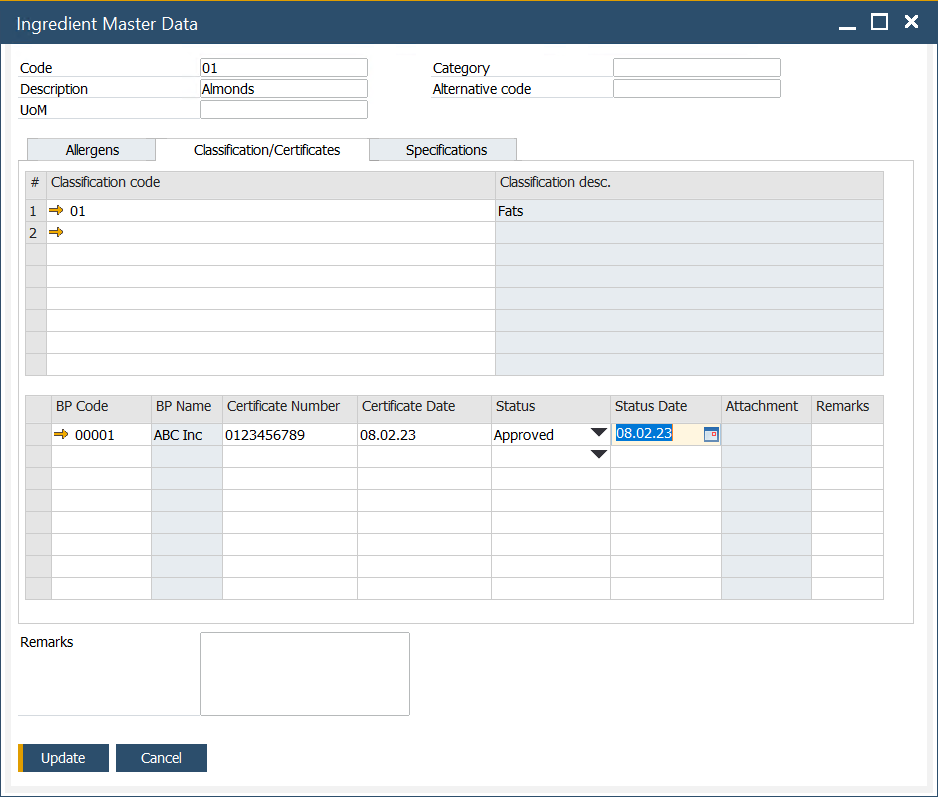 Ingredient Master Data
Code 01 Category
Description Almonds Alternative code
UoM
Allergens Classification/Certificates Specifications
# Classification code Classification desc.
1 01 Fats
2
BP Code BP Name Certificate Number Certificate Date Status Status Date Attachment Remarks
00001 ABC Inc 0123456789 08.02.23 Approved 08.02.23
Remarks
Update Cancel